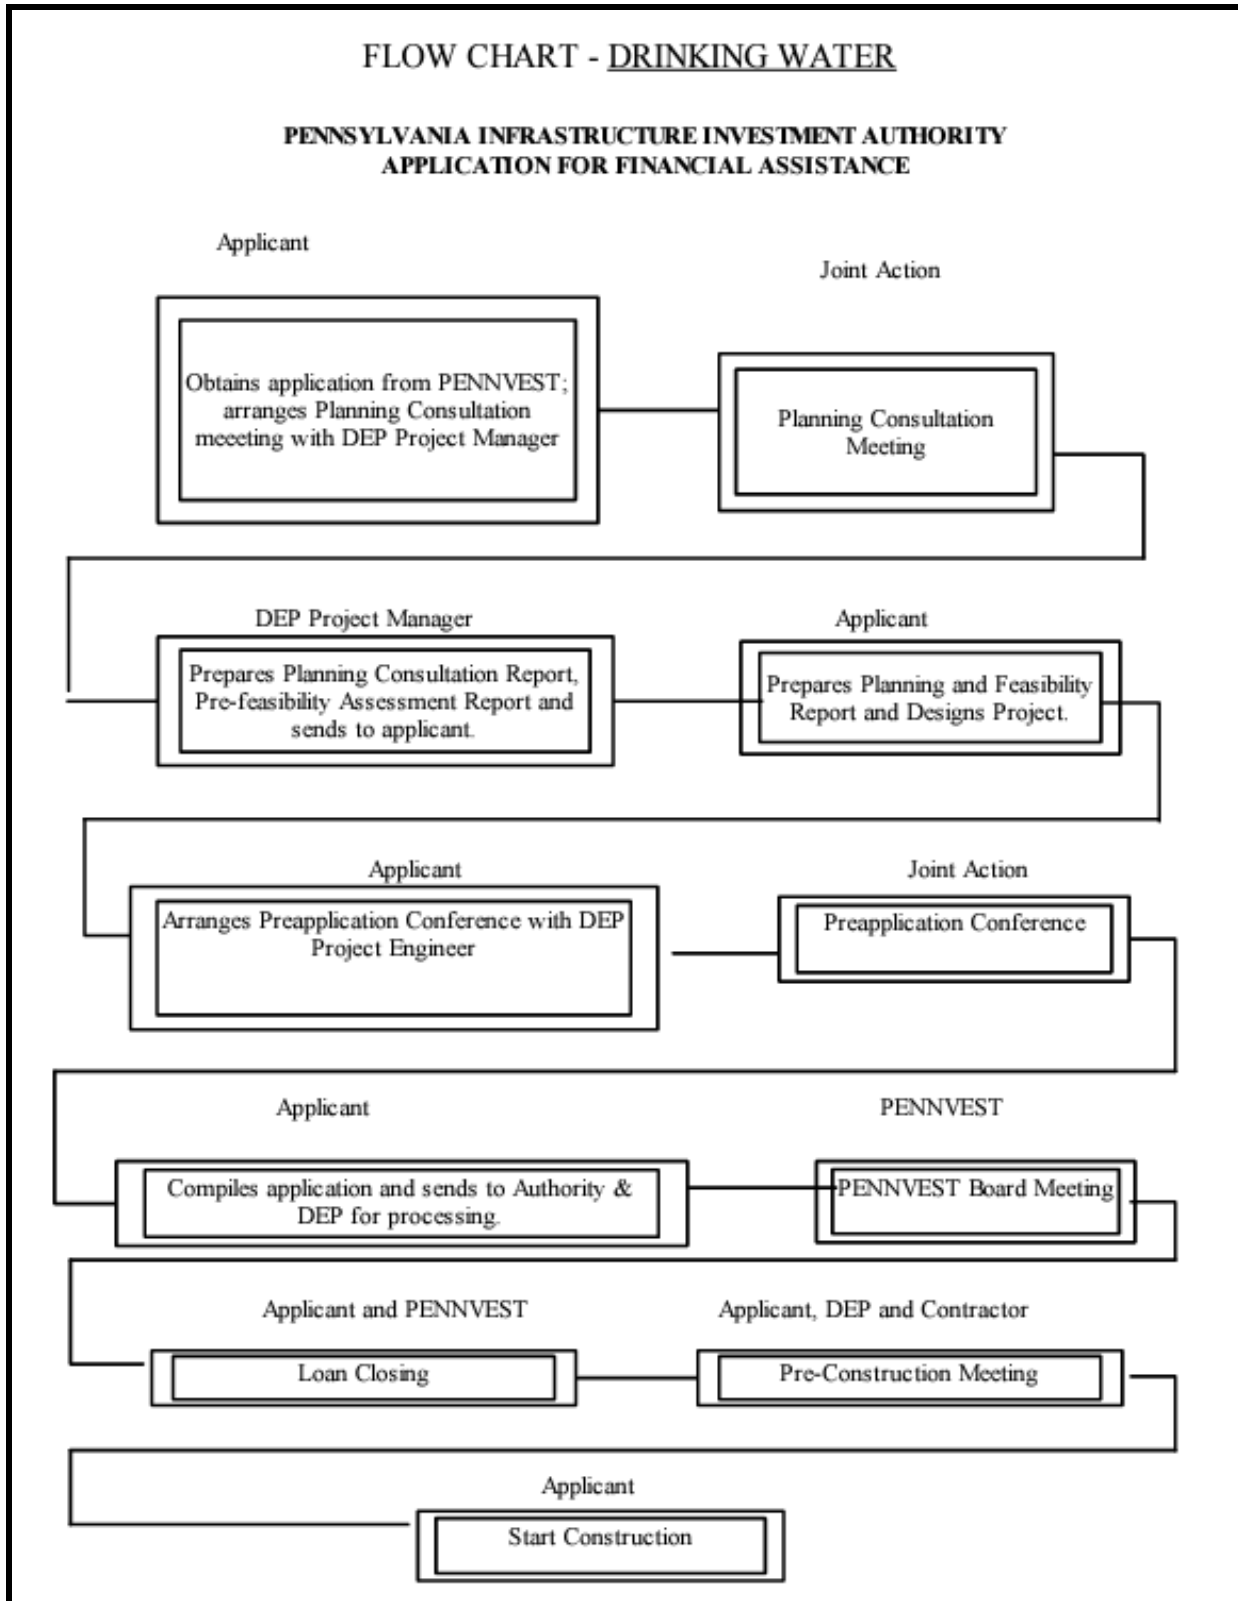 FLOW CHART - DRINKING WATER
PENNSYLVANIA INFRASTRUCTURE INVESTMENT AUTHORITY
APPLICATION FOR FINANCIAL ASSISTANCE
Applicant
Joint Action
Obtains application from PENNVEST;
arranges Planning Consultation
meeeting with DEP Project Manager
Planning Consultation
Meeting
DEP Project Manager
Applicant
Prepares Planning Consultation Report,
Pre-feasibility Assessment Report and
sends to applicant.
Prepares Planning and Feasibility
Report and Designs Project.
Applicant
Joint Action
Arranges Preapplication Conference with DEP
Project Engineer
Preapplication Conference
Applicant
PENNVEST
Compiles application and sends to Authority &
DEP for processing.
PENNVEST Board Meeting
Applicant and PENNVEST
Applicant, DEP and Contractor
Loan Closing
Pre-Construction Meeting
Applicant
Start Construction